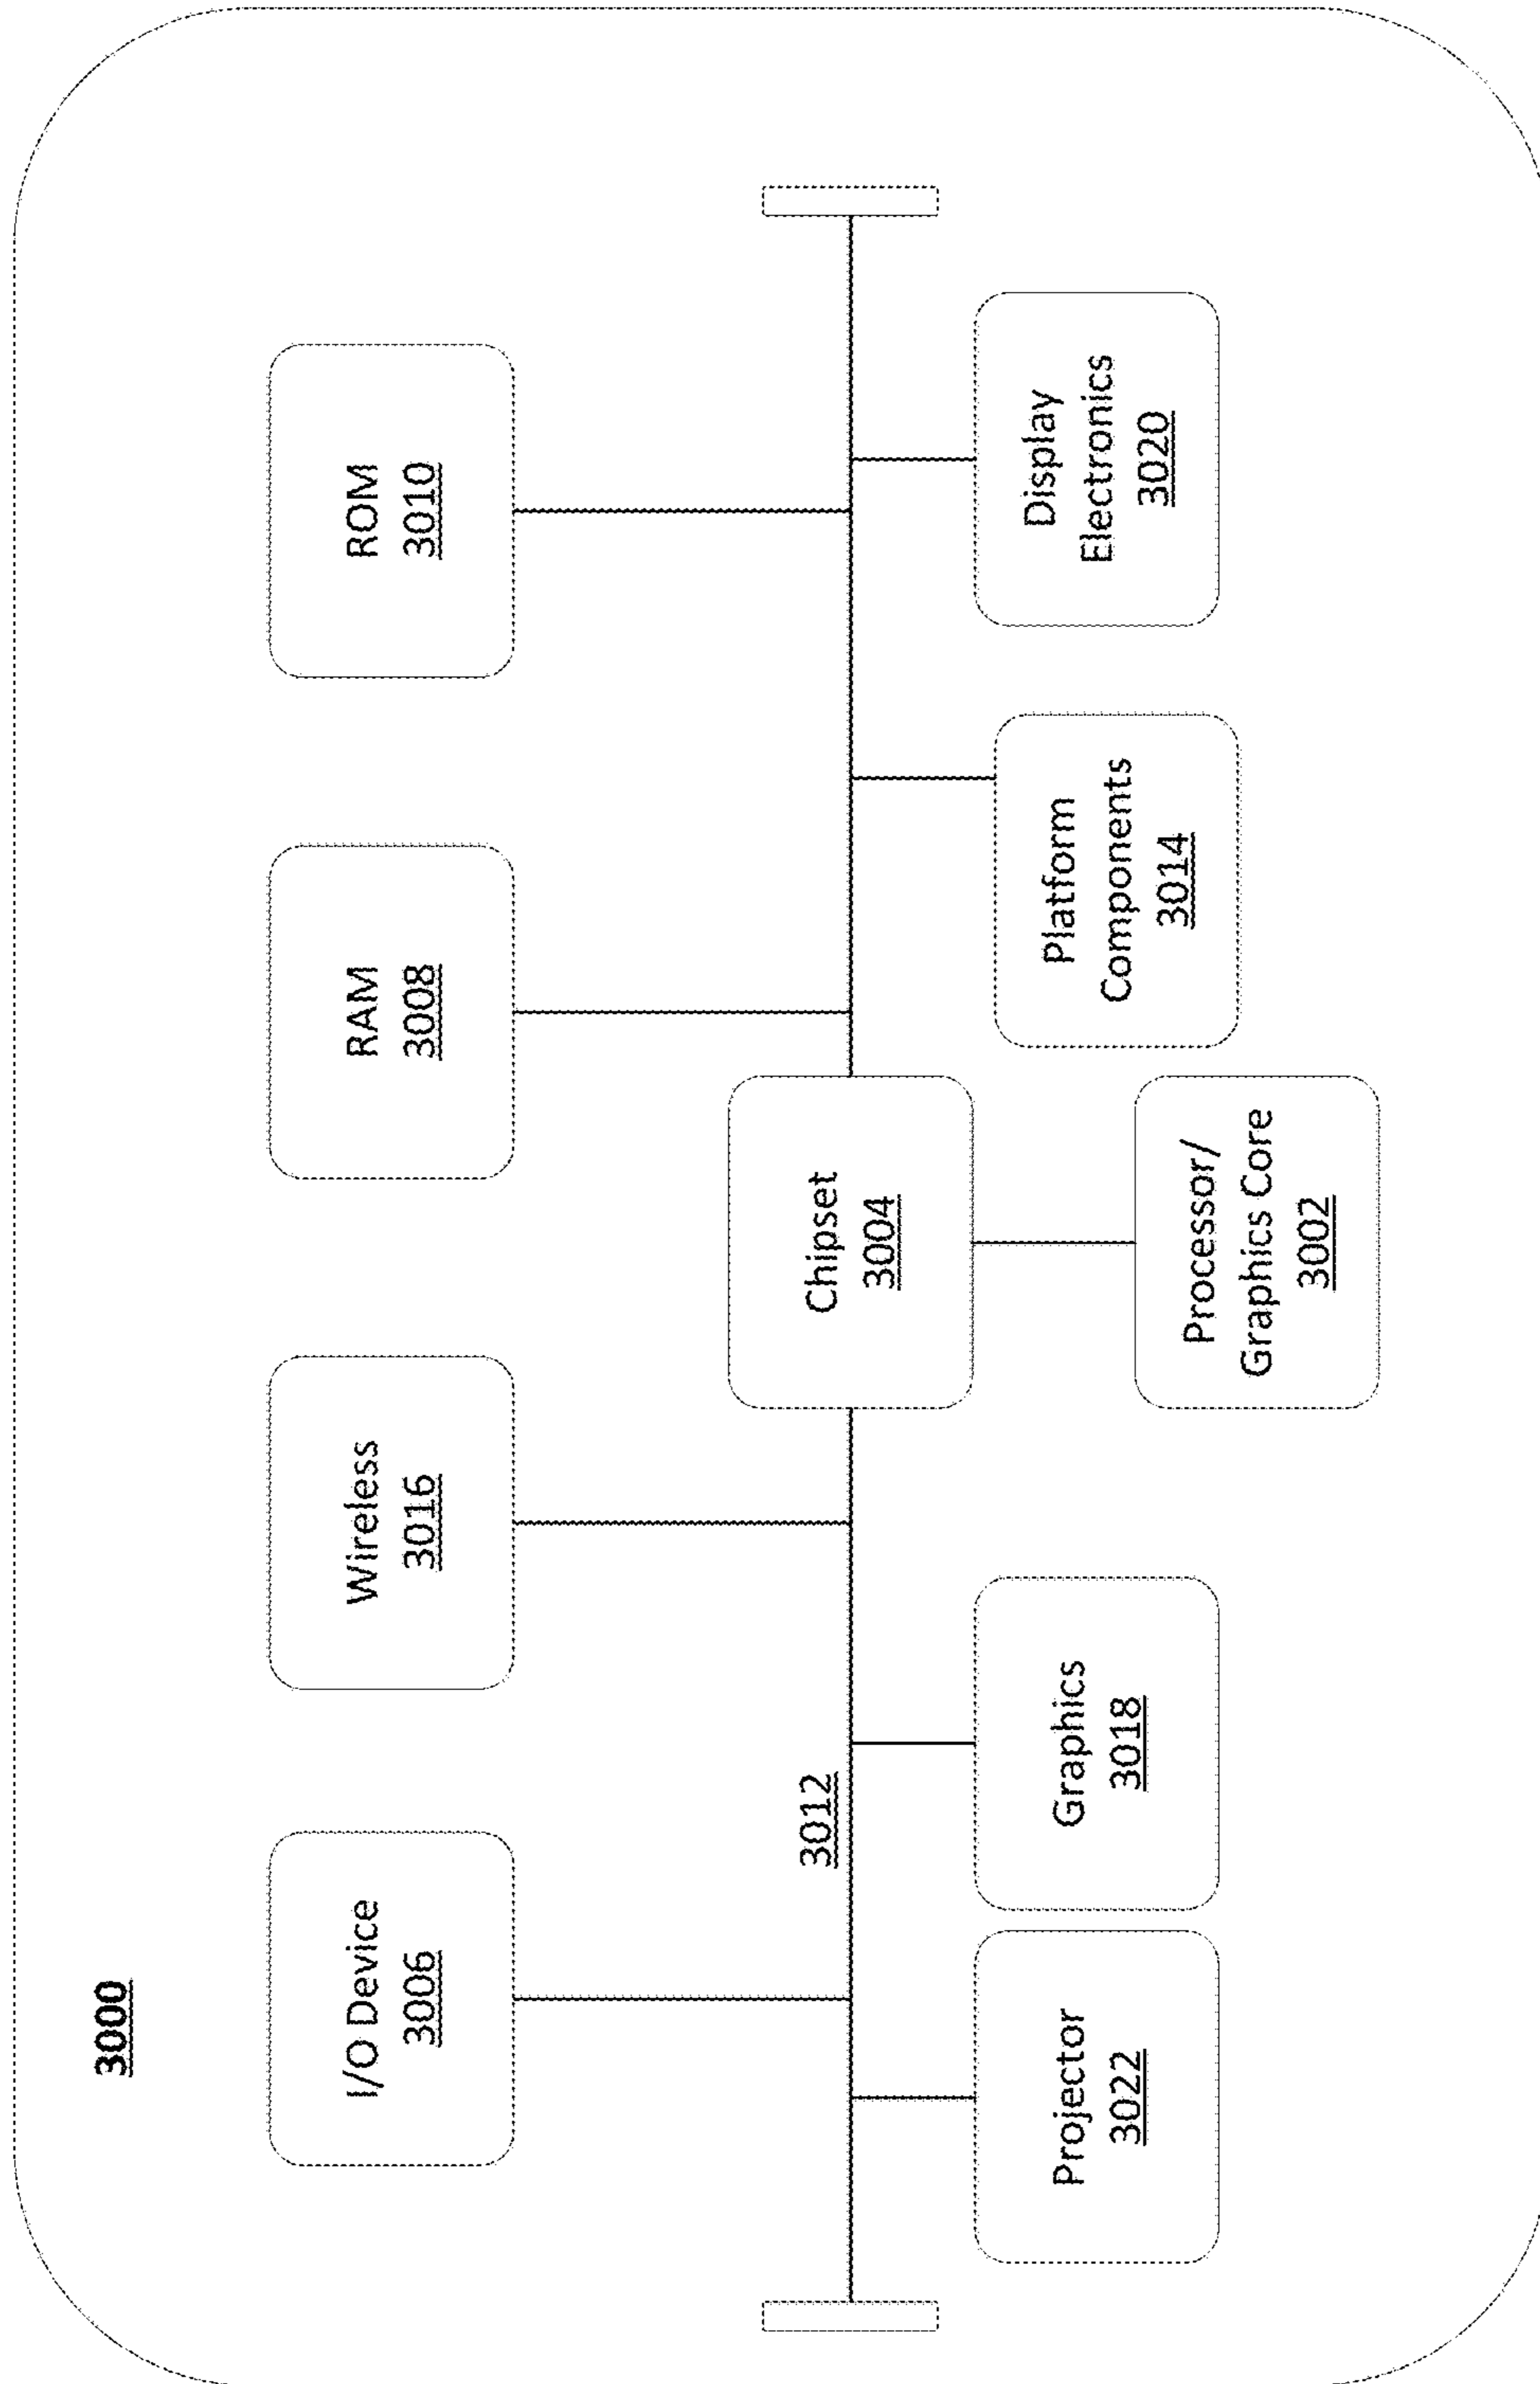 3000
I/O Device
3006
Wireless
3016
RAM
3008
ROM
3010
3012
Chipset
3004
Projector
3022
Graphics
3018
Processor/
Graphics Core
3002
Platform
Components
3014
Display
Electronics
3020